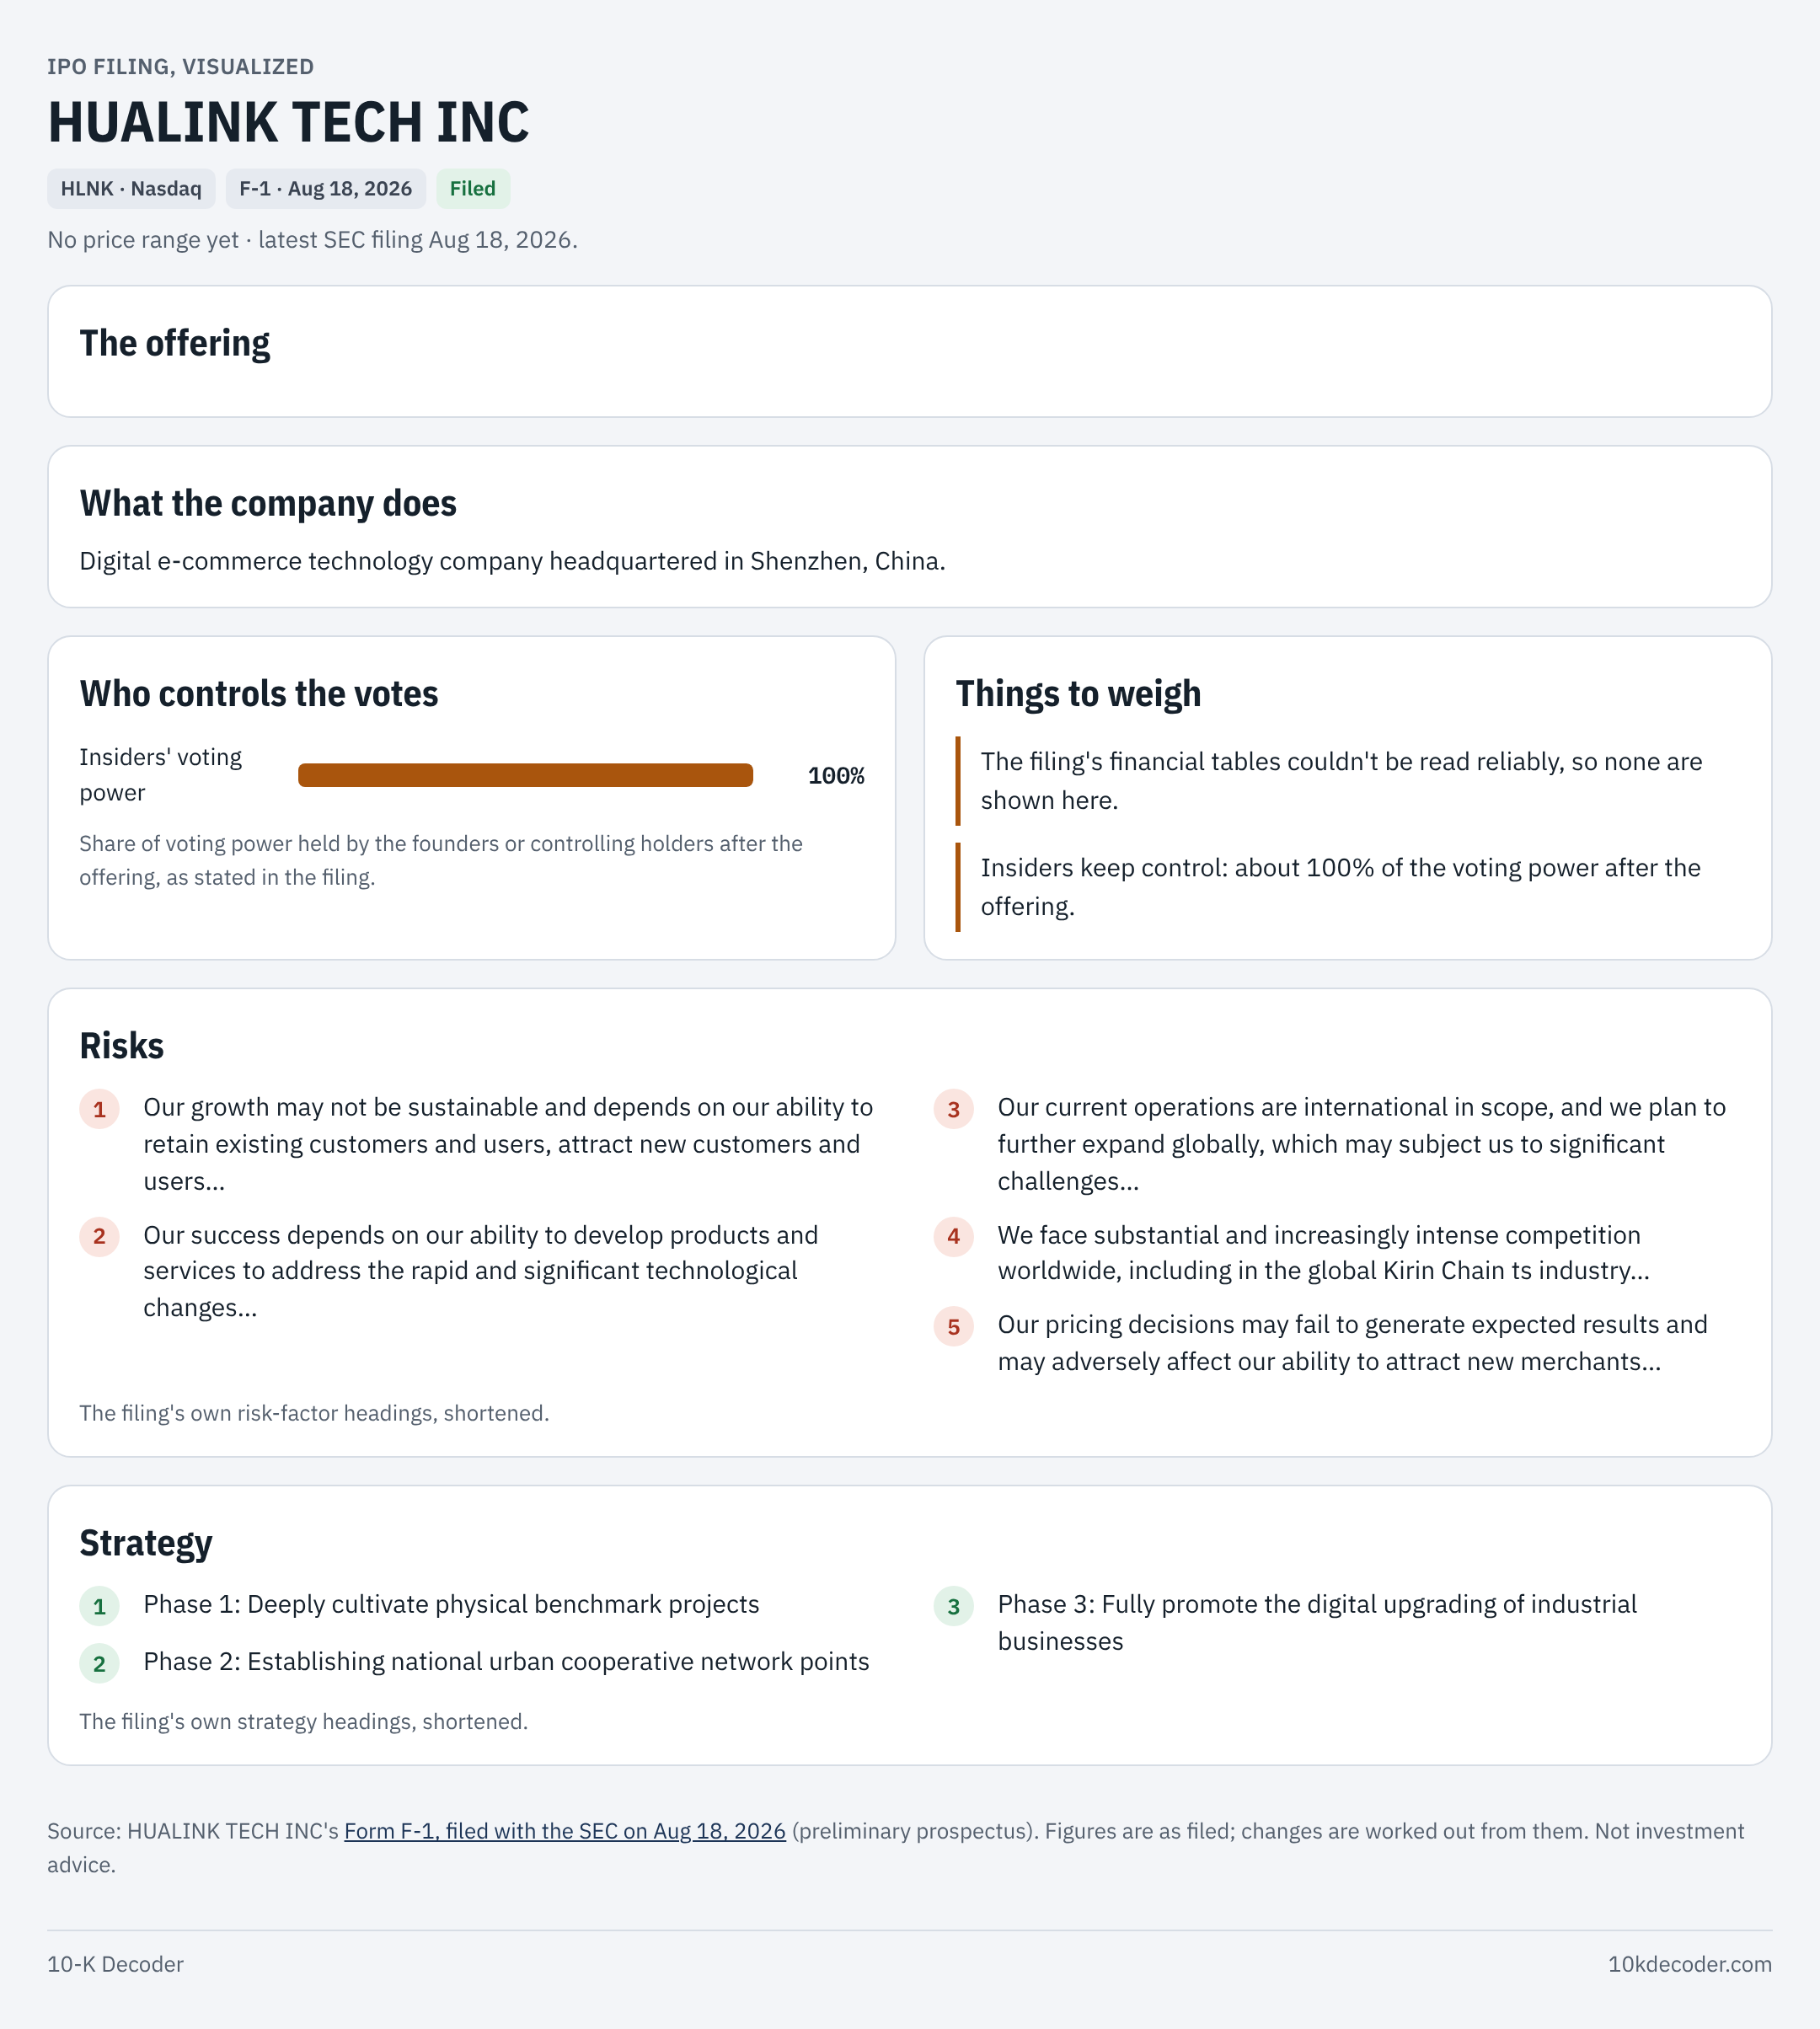 IPO FILING, VISUALIZED
HUALINK TECH INC
HLNK · Nasdaq
F-1 · Aug 18, 2026
Filed
No price range yet · latest SEC filing Aug 18, 2026.
The offering
What the company does
Digital e-commerce technology company headquartered in Shenzhen, China.
Who controls the votes
Insiders' voting
power
100%
Share of voting power held by the founders or controlling holders after the
offering, as stated in the filing.
Things to weigh
The filing's financial tables couldn't be read reliably, so none are
shown here.
Insiders keep control: about 100% of the voting power after the
offering.
Risks
1
Our growth may not be sustainable and depends on our ability to
retain existing customers and users, attract new customers and
users...
2
Our success depends on our ability to develop products and
services to address the rapid and significant technological
changes...
3
Our current operations are international in scope, and we plan to
further expand globally, which may subject us to significant
challenges...
4
We face substantial and increasingly intense competition
worldwide, including in the global Kirin Chain ts industry...
5
Our pricing decisions may fail to generate expected results and
may adversely affect our ability to attract new merchants...
The filing's own risk-factor headings, shortened.
Strategy
1
Phase 1: Deeply cultivate physical benchmark projects
2
Phase 2: Establishing national urban cooperative network points
3
Phase 3: Fully promote the digital upgrading of industrial
businesses
The filing's own strategy headings, shortened.
Source: HUALINK TECH INC's Form F-1, filed with the SEC on Aug 18, 2026 (preliminary prospectus). Figures are as filed; changes are worked out from them. Not investment
advice.
10-K Decoder
10kdecoder.com